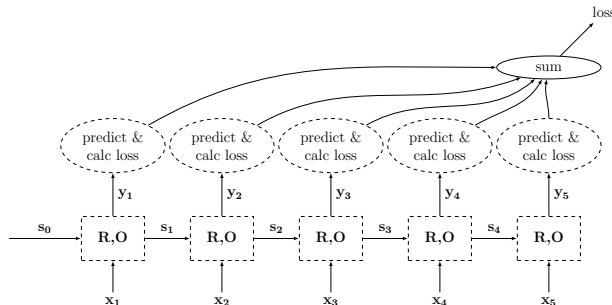 loss
sum
predict &
calc loss
predict &
calc loss
predict &
calc loss
predict &
calc loss
predict &
calc loss
y₁
y₂
y₃
y₄
y₅
s₀
R,O
s₁
R,O
s₂
R,O
s₃
R,O
s₄
R,O
x₁
x₂
x₃
x₄
x₅